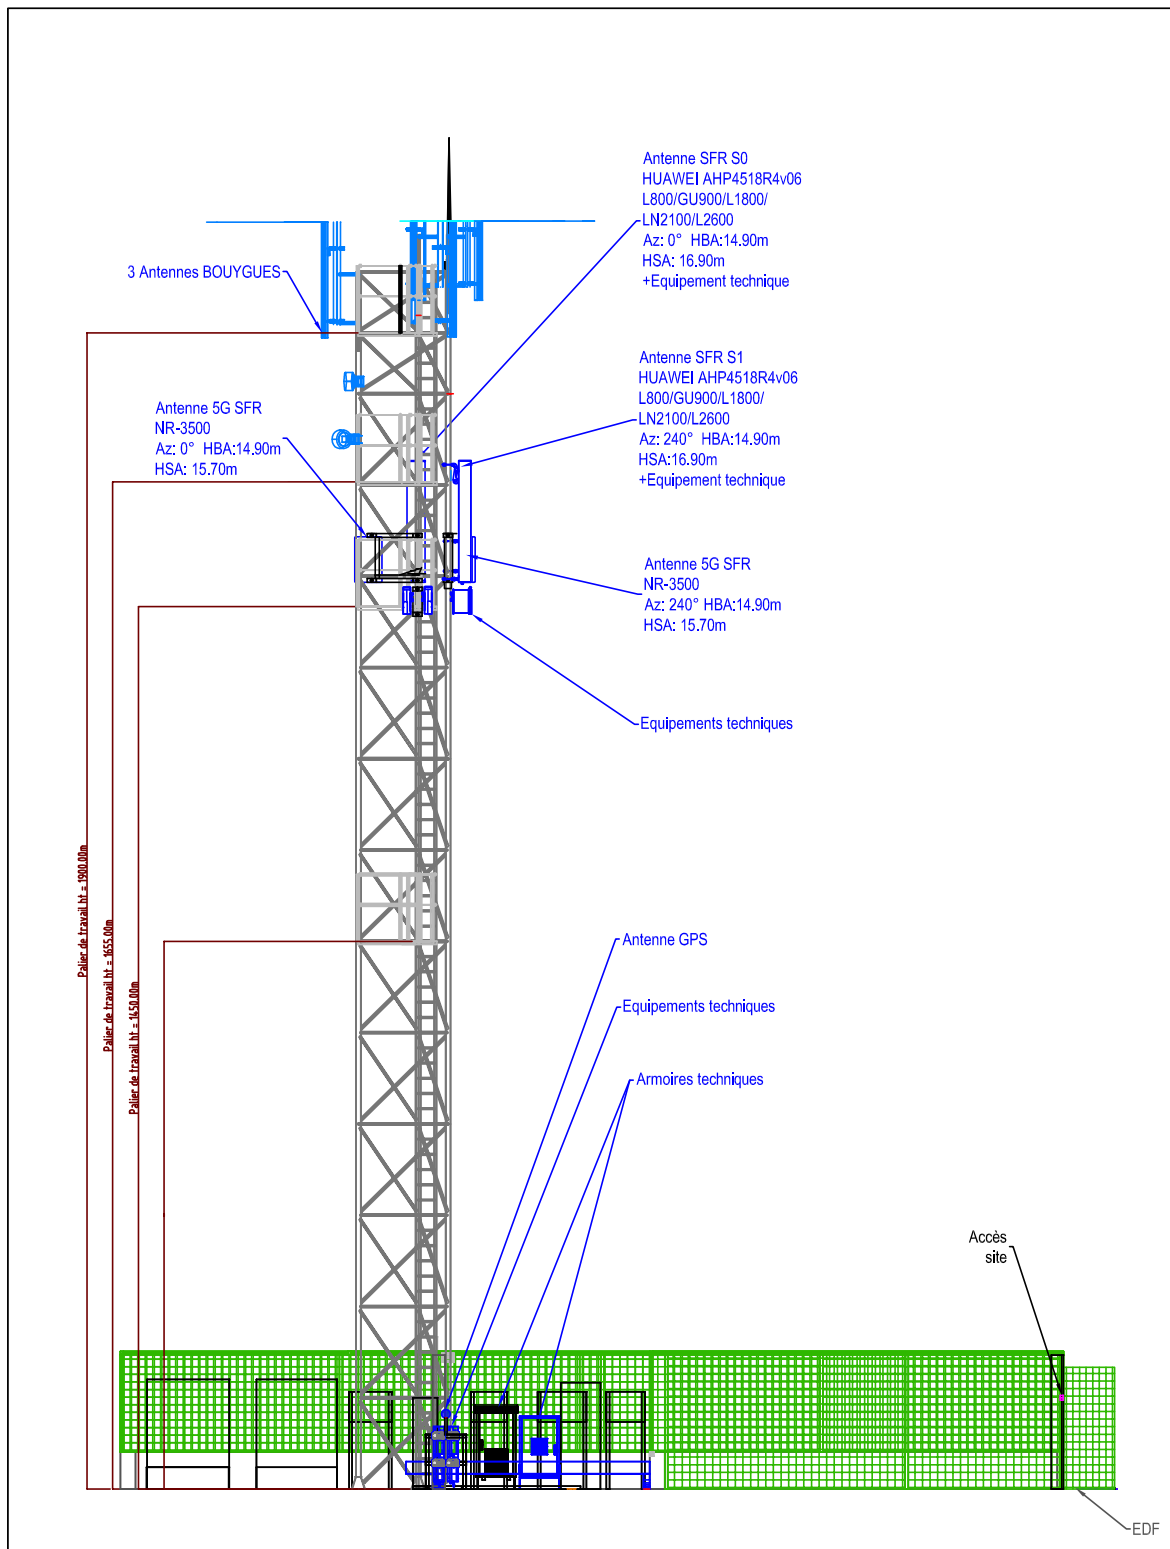 Antenne SFR S0
HUAWEI AHP4518R4v06
L800/GU900/L1800/
LN2100/L2600
Az: 0° HBA:14.90m
HSA: 16.90m
+Equipement technique
3 Antennes BOUYGUES
Antenne SFR S1
HUAWEI AHP4518R4v06
L800/GU900/L1800/
LN2100/L2600
Az: 240° HBA:14.90m
HSA:16.90m
+Equipement technique
Antenne 5G SFR
NR-3500
Az: 0° HBA:14.90m
HSA: 15.70m
Antenne 5G SFR
NR-3500
Az: 240° HBA:14.90m
HSA: 15.70m
Equipements techniques
Palier de travail ht = 1900.00m
Palier de travail ht = 1655.00m
Palier de travail ht = 1450.00m
Antenne GPS
Equipements techniques
Armoires techniques
Accès
site
EDF